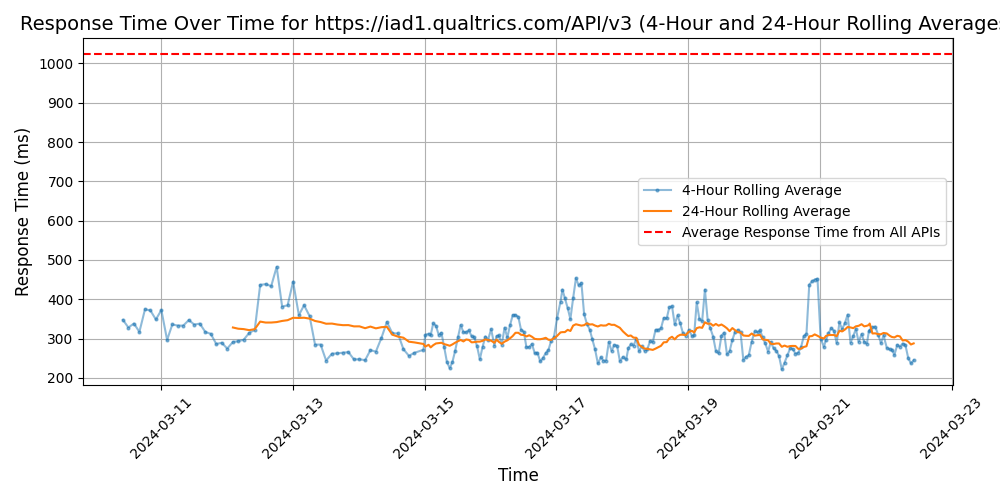 Response Time Over Time for https://iad1.qualtrics.com/API/v3 (4-Hour and 24-Hour Rolling Averages
Response Time (ms)
1000
900
800
700
600
500
400
300
200
4-Hour Rolling Average
24-Hour Rolling Average
Average Response Time from All APIs
2024-03-11
2024-03-13
2024-03-15
2024-03-17
2024-03-19
2024-03-21
2024-03-23
Time